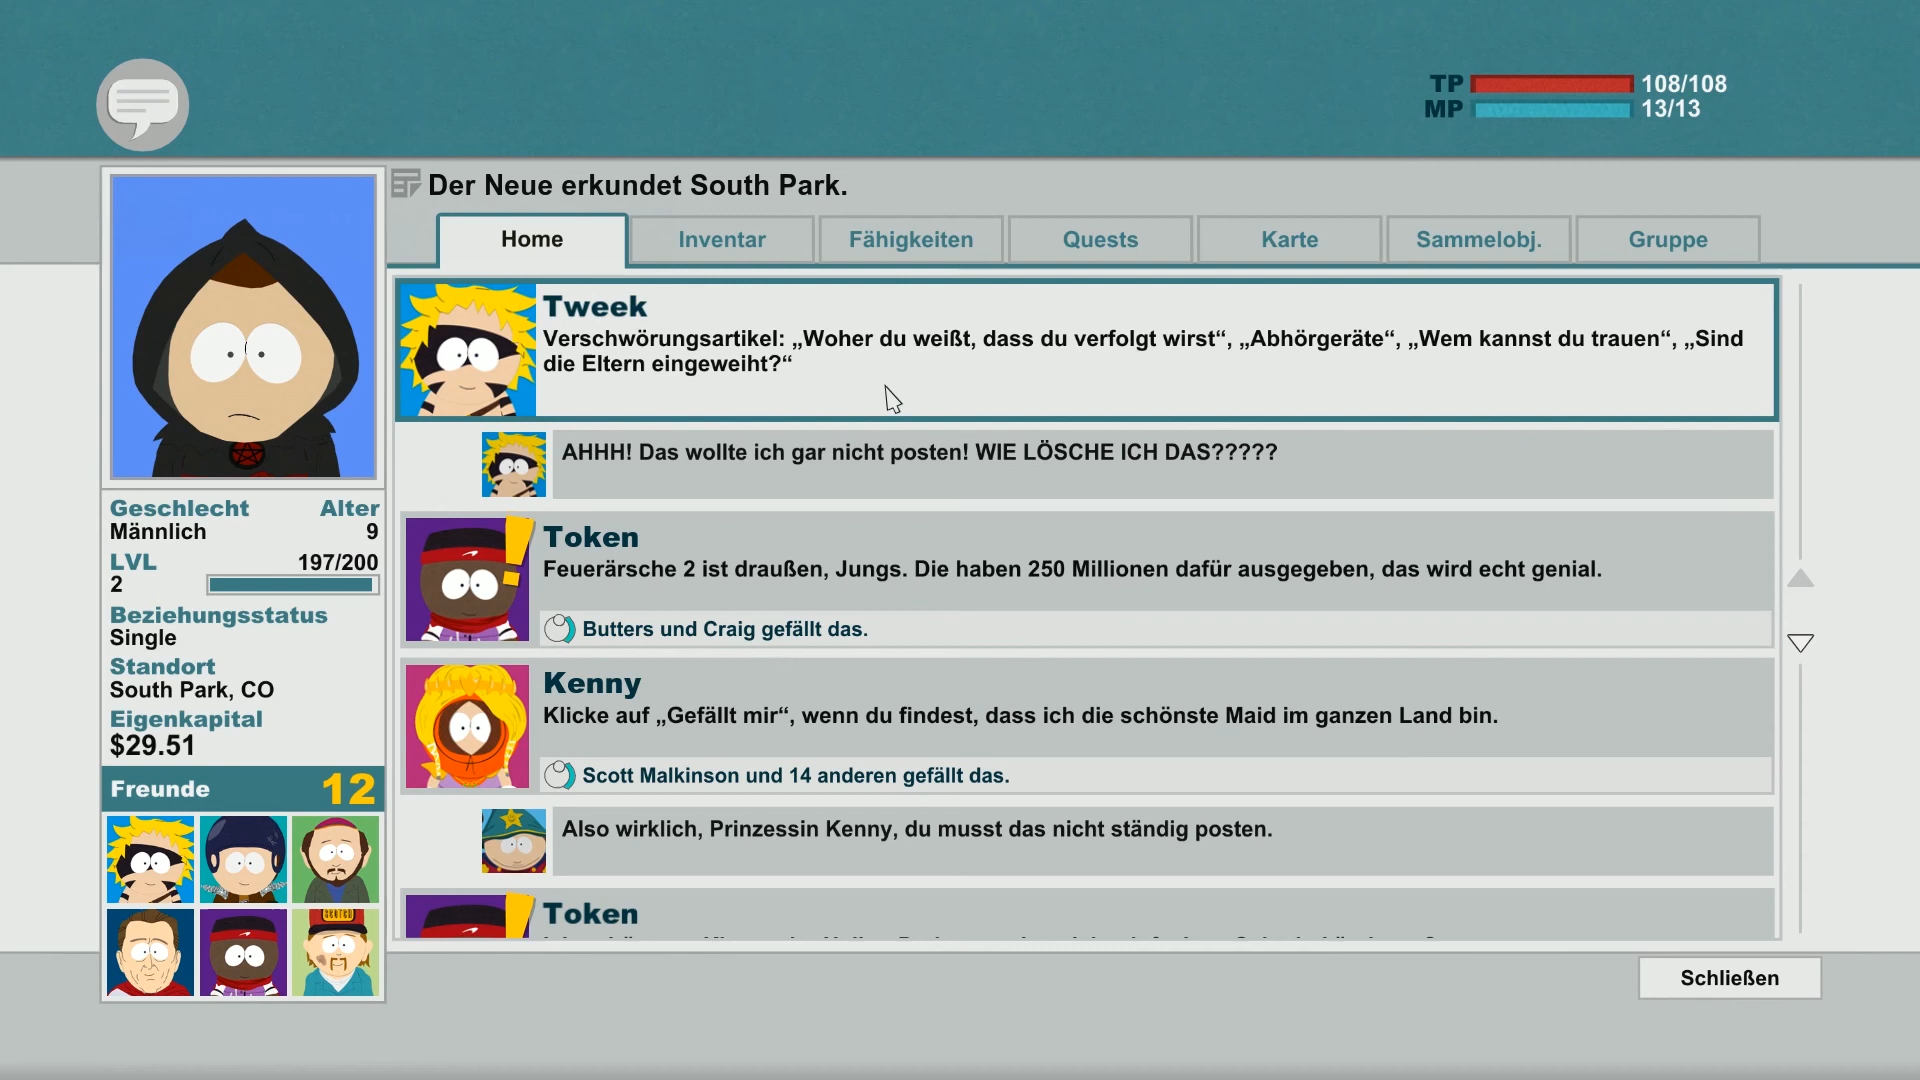 TP 108/108
MP 13/13
Der Neue erkundet South Park.
Home Inventar Fähigkeiten Quests Karte Sammelobj. Gruppe
Tweek
Verschwörungsartikel: „Woher du weißt, dass du verfolgt wirst“, „Abhörgeräte“, „Wem kannst du trauen“, „Sind
die Eltern eingeweiht?“
AHHH! Das wollte ich gar nicht posten! WIE LÖSCHE ICH DAS?????
Token
Feuerärsche 2 ist draußen, Jungs. Die haben 250 Millionen dafür ausgegeben, das wird echt genial.
Butters und Craig gefällt das.
Kenny
Klicke auf „Gefällt mir“, wenn du findest, dass ich die schönste Maid im ganzen Land bin.
Scott Malkinson und 14 anderen gefällt das.
Also wirklich, Prinzessin Kenny, du musst das nicht ständig posten.
Token
Geschlecht Alter
Männlich 9
LVL 197/200
2
Beziehungsstatus
Single
Standort
South Park, CO
Eigenkapital
$29.51
Freunde 12
Schließen